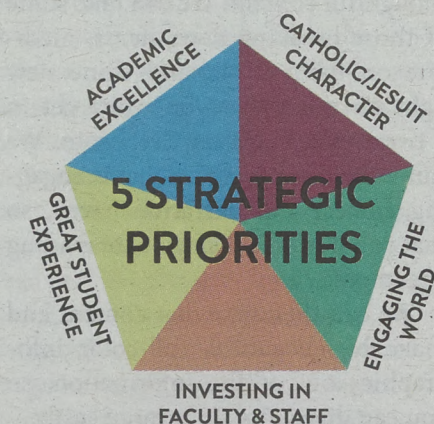 ACADEMIC
EXCELLENCE
CATHOLIC/JESUIT
CHARACTER
5 STRATEGIC
PRIORITIES
GREAT STUDENT
EXPERIENCE
ENGAGING THE
WORLD
INVESTING IN
FACULTY & STAFF